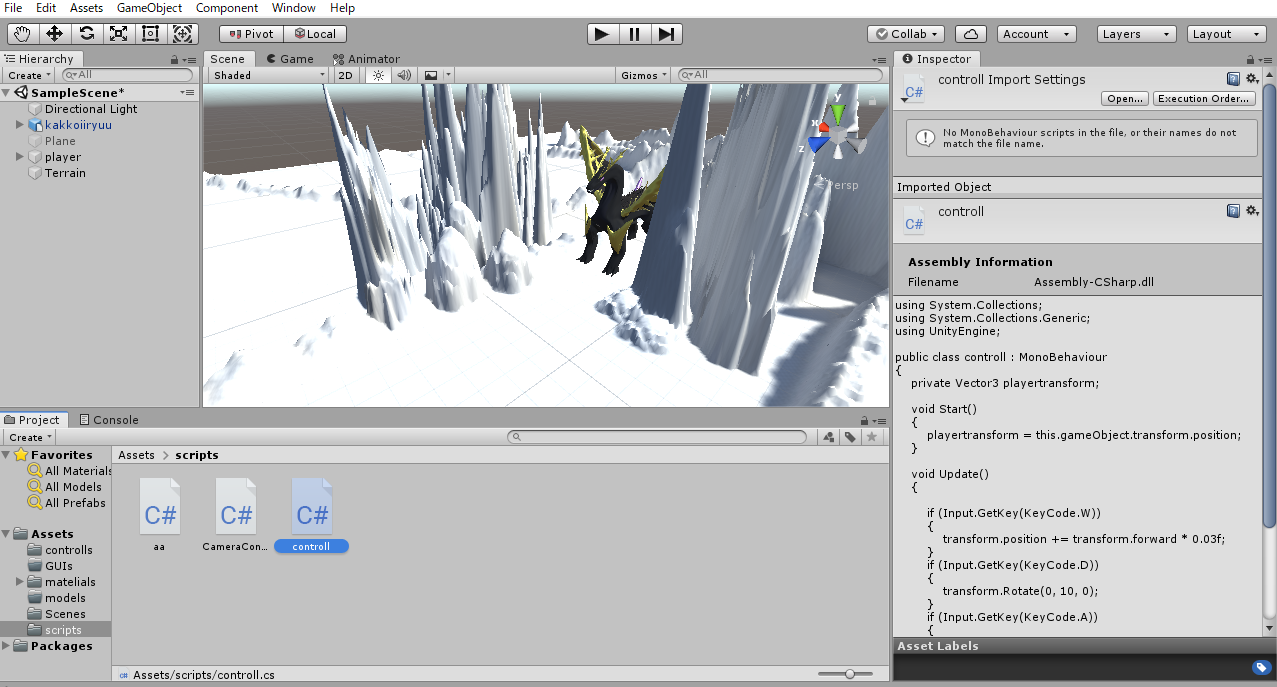 File Edit Assets GameObject Component Window Help
Pivot Local Collab Account Layers Layout
Hierarchy
Create All
SampleScene*
Directional Light
kakkoiiryuu
Plane
player
Terrain
Scene Game Animator
Shaded 2D Gizmos All
y
x
z
Persp
Inspector
controll Import Settings
C#
Open... Execution Order...
No MonoBehaviour scripts in the file, or their names do not
match the file name.
Imported Object
controll
C#
Assembly Information
Filename Assembly-CSharp.dll
using System.Collections;
using System.Collections.Generic;
using UnityEngine;
public class controll : MonoBehaviour
{
private Vector3 playertransform;
void Start()
{
playertransform = this.gameObject.transform.position;
}
void Update()
{
if (Input.GetKey(KeyCode.W))
{
transform.position += transform.forward * 0.03f;
}
if (Input.GetKey(KeyCode.D))
{
transform.Rotate(0, 10, 0);
}
if (Input.GetKey(KeyCode.A))
{
Asset Labels
Project Console
Create
Favorites
All Materials
All Models
All Prefabs
Assets
controlls
GUIs
matelials
models
Scenes
scripts
Packages
Assets > scripts
C# C# C#
aa CameraCon... controll
C# Assets/scripts/controll.cs